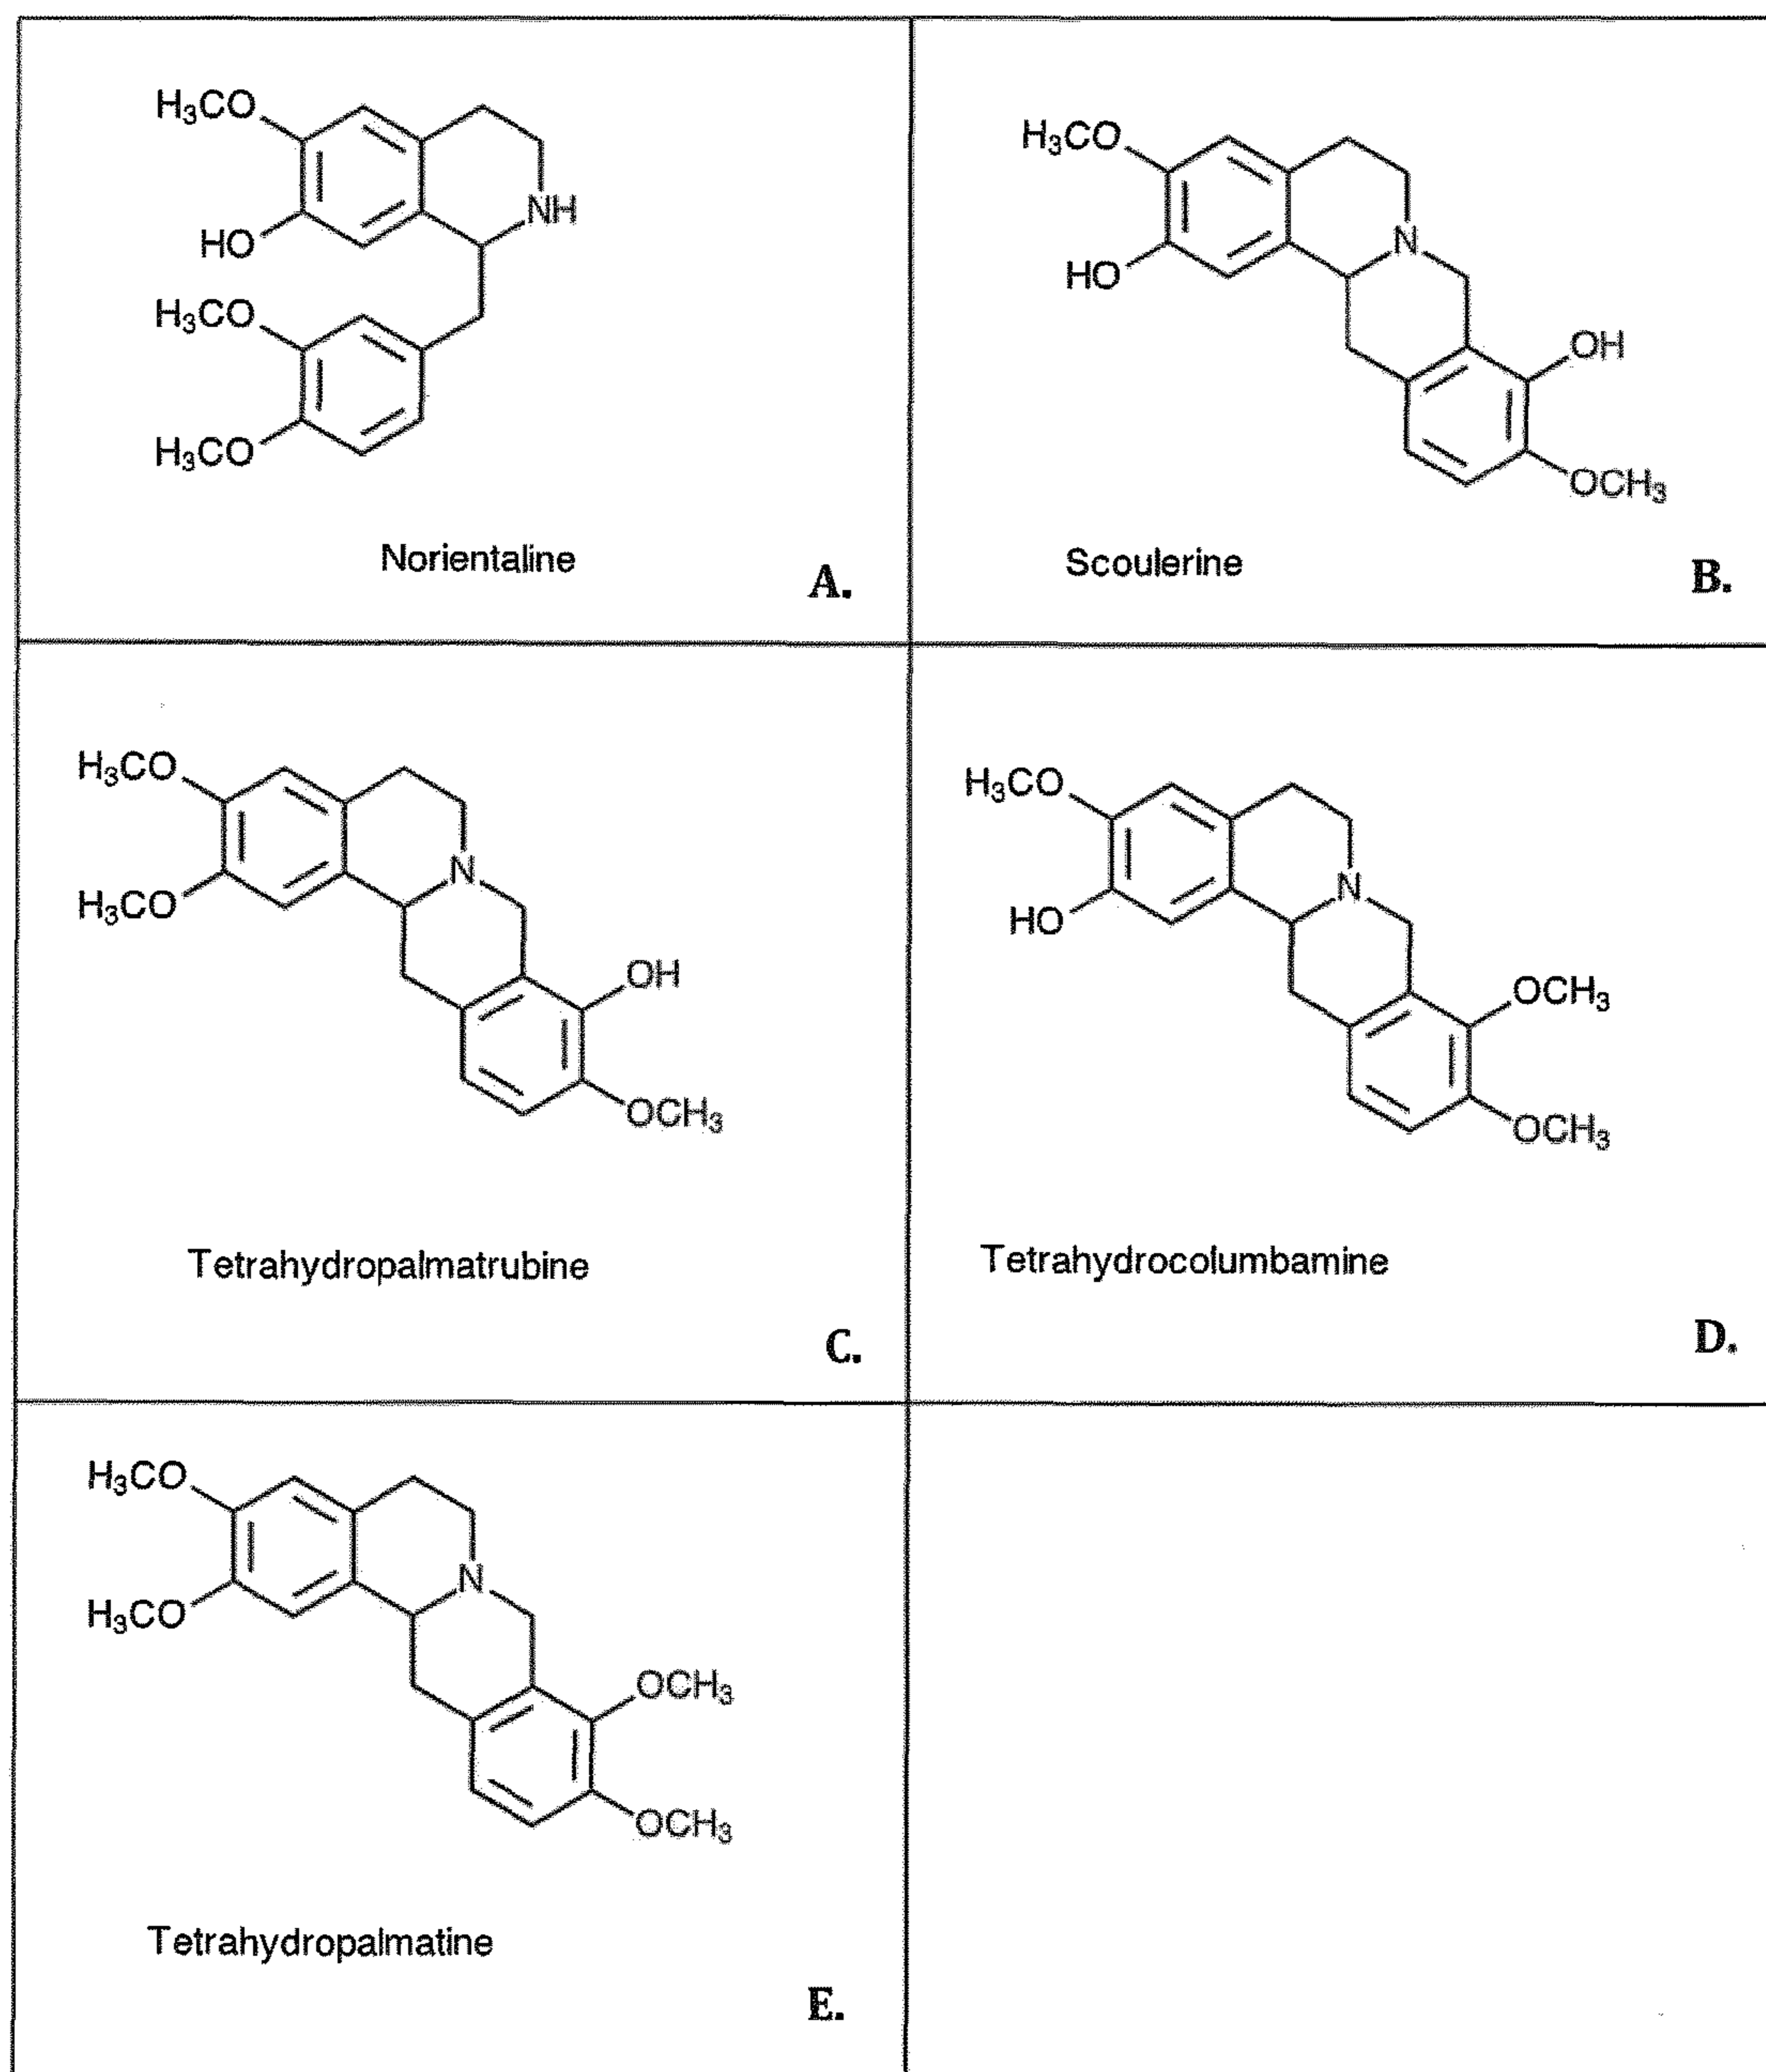 H₃CO
HO
NH
H₃CO
H₃CO
Norientaline
A.
H₃CO
HO
N
OH
OCH₃
Scoulerine
B.
H₃CO
H₃CO
N
OH
OCH₃
Tetrahydropalmatrubine
C.
H₃CO
HO
N
OCH₃
OCH₃
Tetrahydrocolumbamine
D.
H₃CO
H₃CO
N
OCH₃
OCH₃
Tetrahydropalmatine
E.